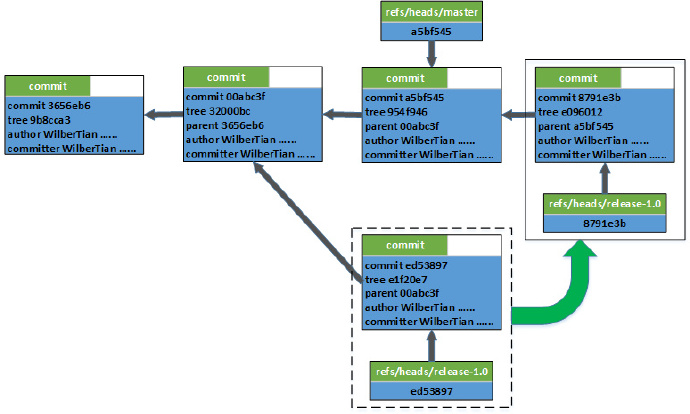 refs/heads/master
a5bf545
commit
commit 3656eb6
tree 9b8cca3
author WilberTian ......
committer WilberTian ......
commit
commit 00abc3f
tree 32000bc
parent 3656eb6
author WilberTian ......
committer WilberTian ......
commit
commit a5bf545
tree 954f946
parent 00abc3f
author WilberTian ......
committer WilberTian ......
commit
commit 8791e3b
tree e096012
parent a5bf545
author WilberTian ......
committer WilberTian ......
refs/heads/release-1.0
8791e3b
commit
commit ed53897
tree e1f20e7
parent 00abc3f
author WilberTian ......
committer WilberTian ......
refs/heads/release-1.0
ed53897